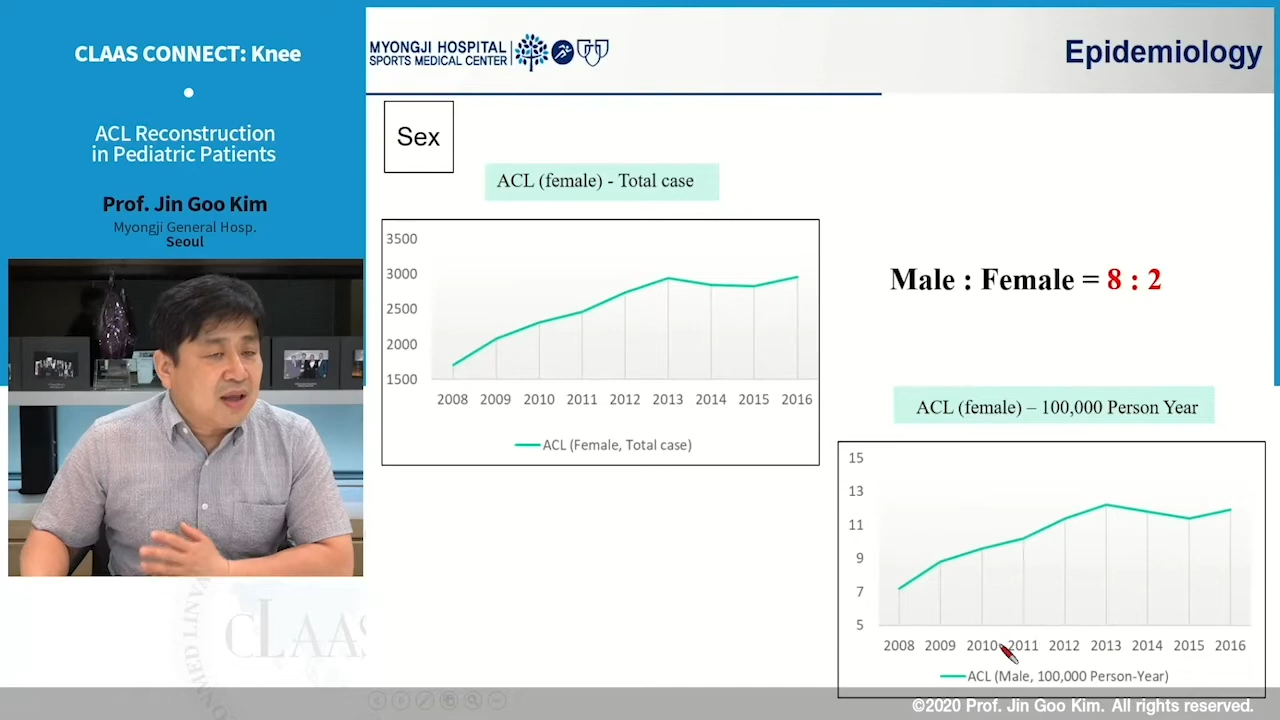 CLAAS CONNECT: Knee
ACL Reconstruction
in Pediatric Patients
Prof. Jin Goo Kim
Myongji General Hosp.
Seoul
MYONGJI HOSPITAL
SPORTS MEDICAL CENTER
Epidemiology
Sex
ACL (female) - Total case
3500
3000
2500
2000
1500
2008 2009 2010 2011 2012 2013 2014 2015 2016
ACL (Female, Total case)
Male : Female = 8 : 2
ACL (female) – 100,000 Person Year
15
13
11
9
7
5
2008 2009 2010 2011 2012 2013 2014 2015 2016
ACL (Male, 100,000 Person-Year)
CLAAS
©2020 Prof. Jin Goo Kim. All rights reserved.